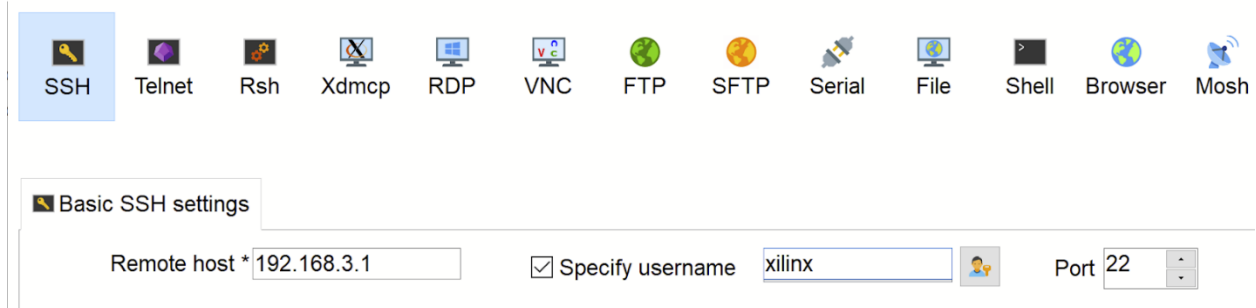 SSH Telnet Rsh Xdmcp RDP VNC FTP SFTP Serial File Shell Browser Mosh
Basic SSH settings
Remote host * 192.168.3.1 Specify username xilinx Port 22